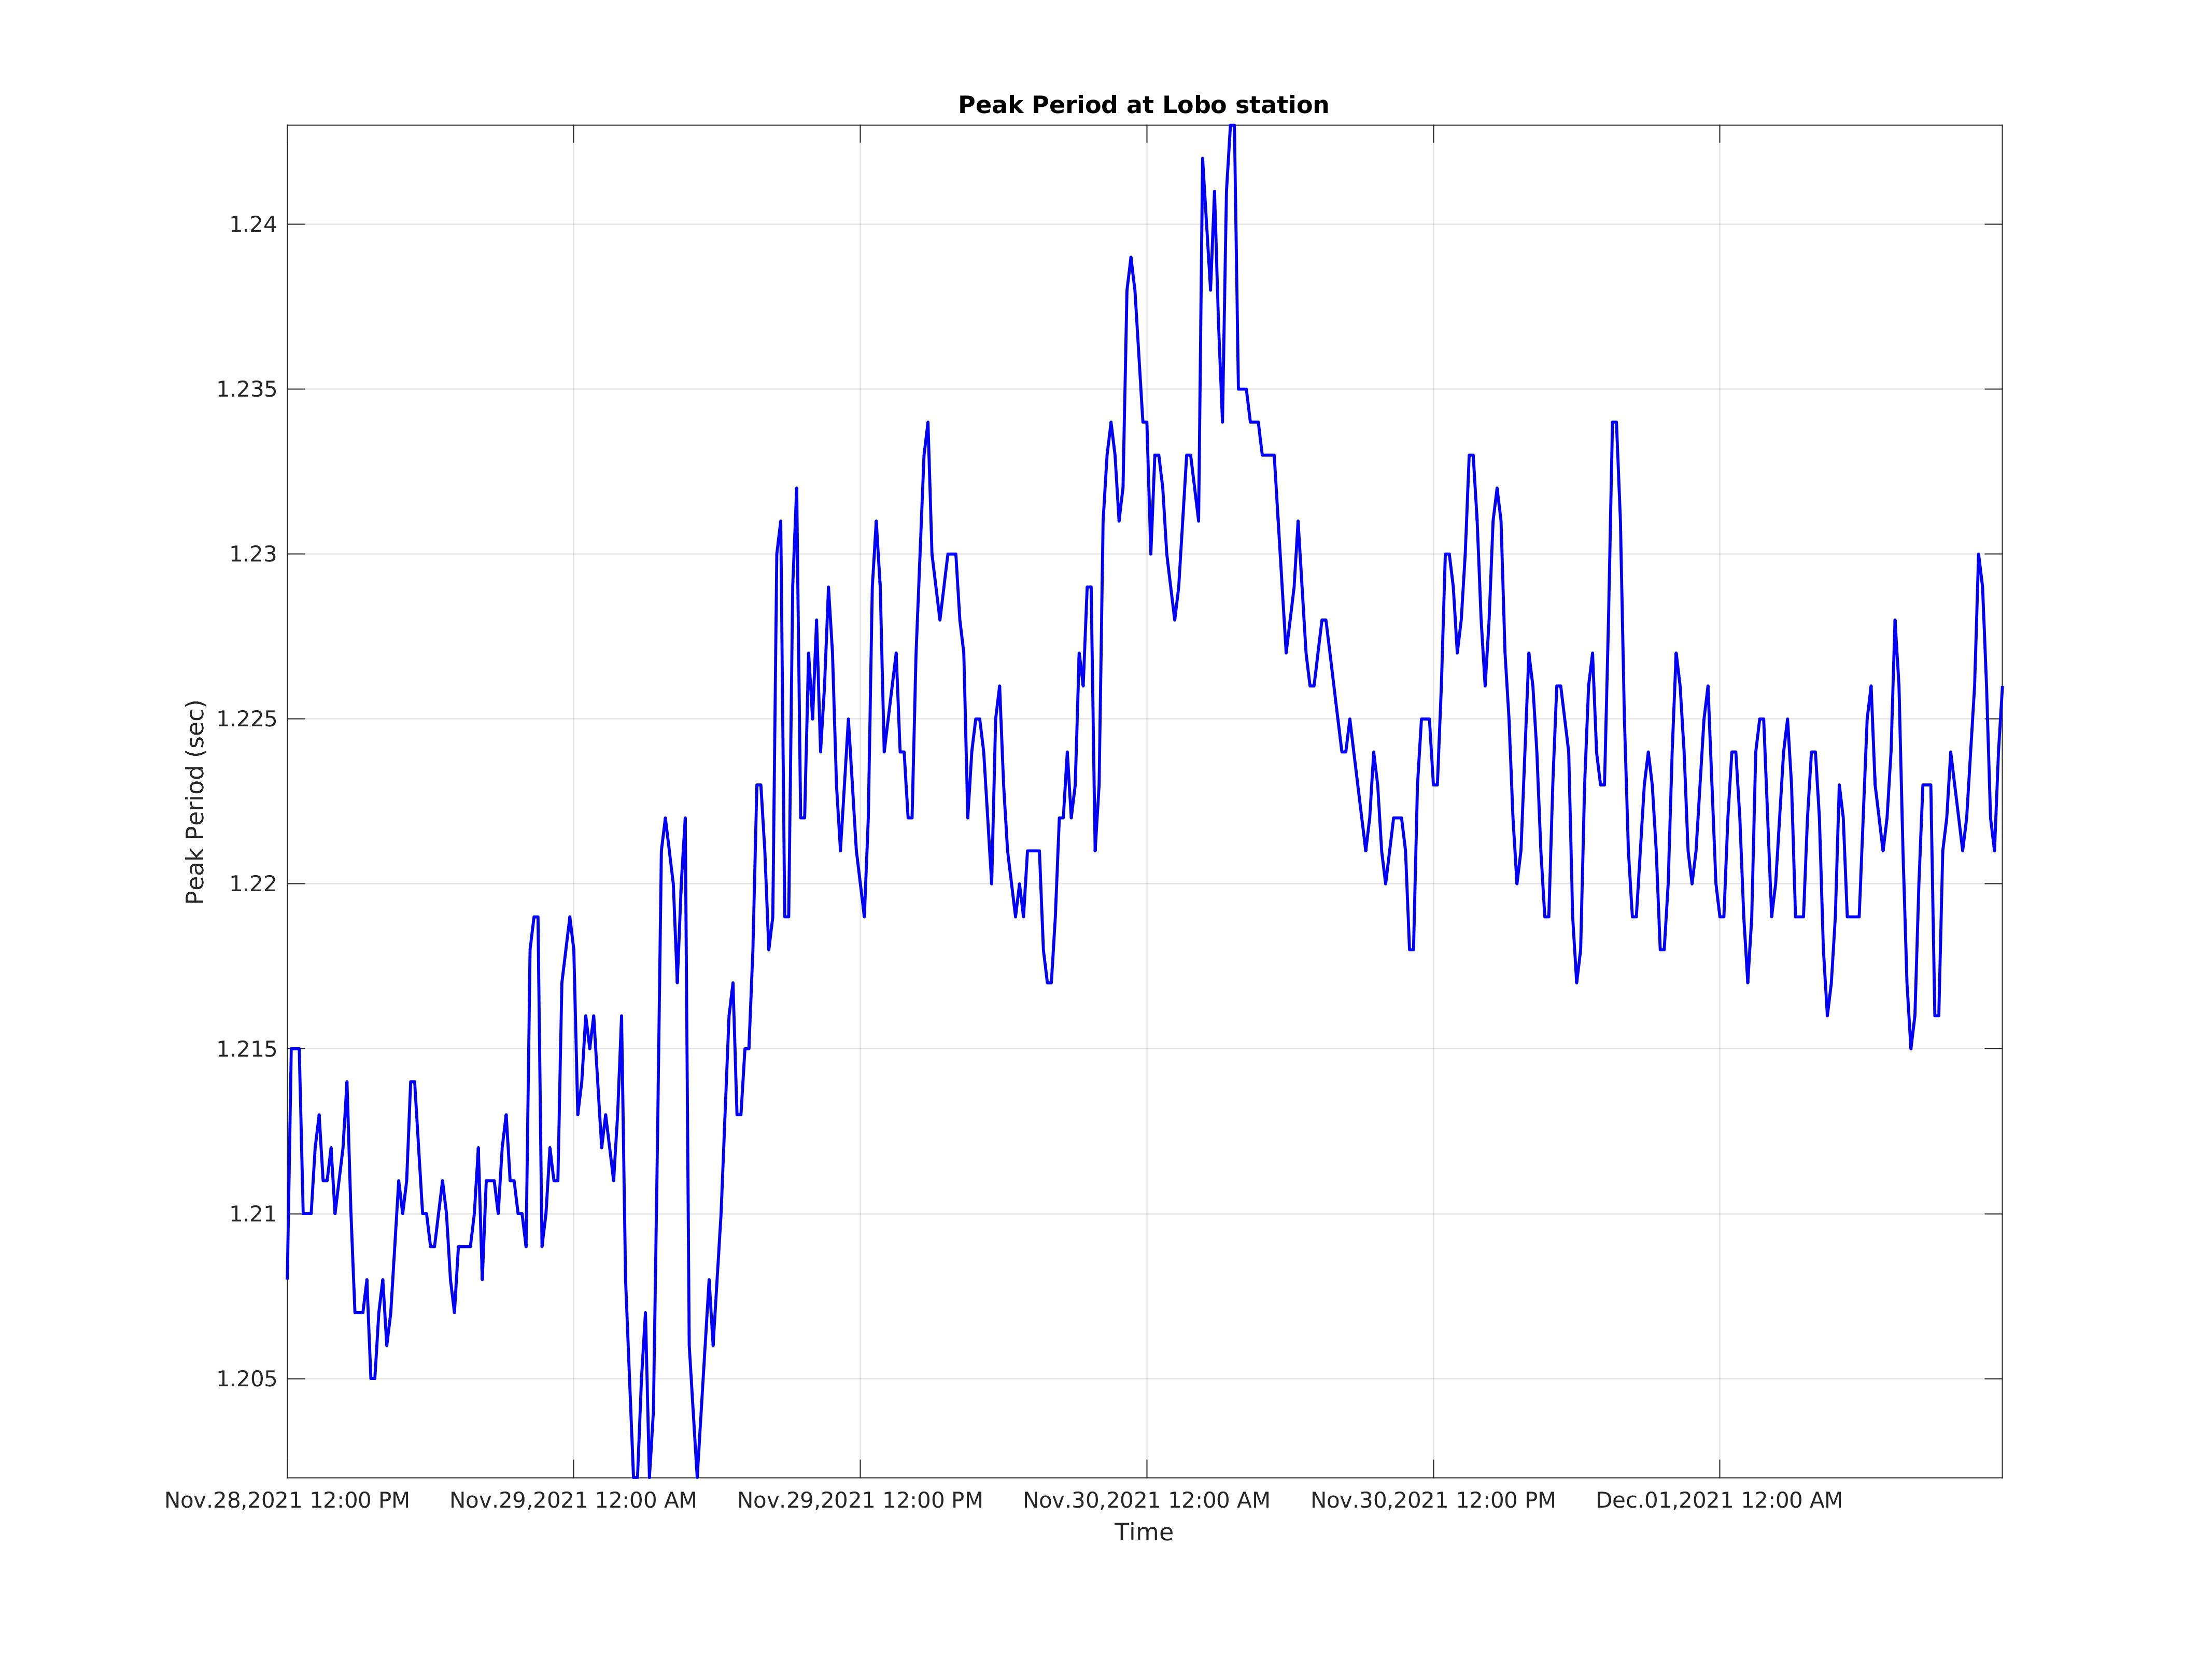 Peak Period at Lobo station
1.24
1.235
1.23
1.225
1.22
1.215
1.21
1.205
Peak Period (sec)
Nov.28,2021 12:00 PM Nov.29,2021 12:00 AM Nov.29,2021 12:00 PM Nov.30,2021 12:00 AM Nov.30,2021 12:00 PM Dec.01,2021 12:00 AM
Time